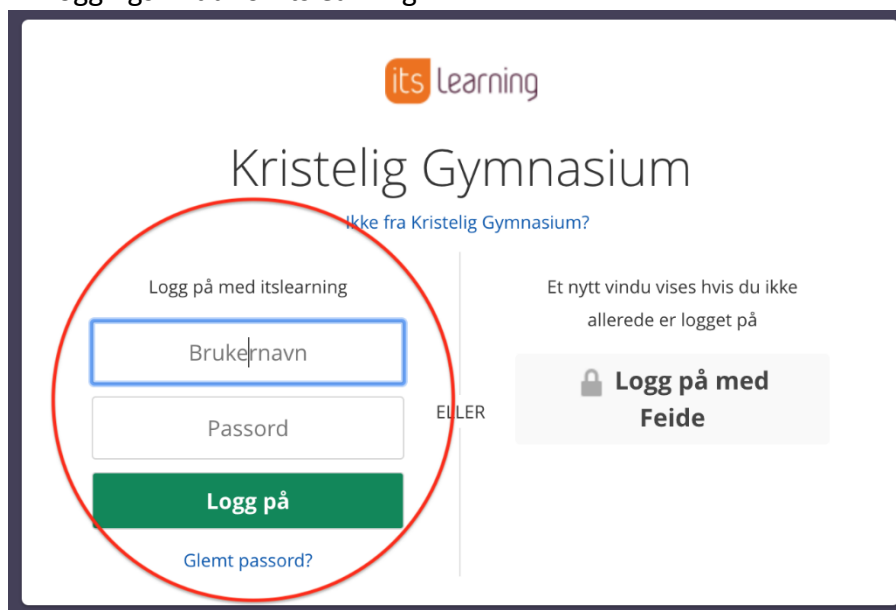 its learning
Kristelig Gymnasium
Ikke fra Kristelig Gymnasium?
Logg på med itslearning
Brukernavn
Passord
Logg på
Glemt passord?
ELLER
Et nytt vindu vises hvis du ikke
allerede er logget på
Logg på med
Feide